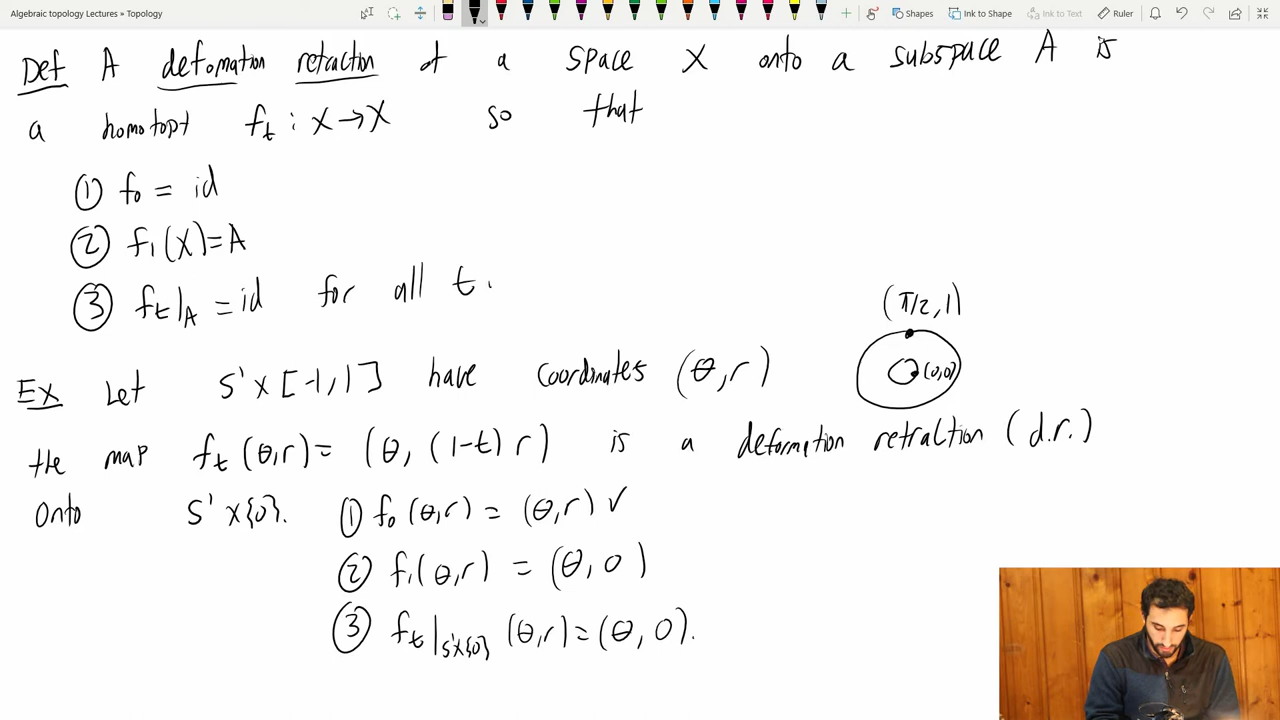 Algebraic topology Lectures » Topology
Shapes
Ink to Shape
Ink to Text
Ruler
Def A defomation retraction of a space X onto a subspace A is
a homotopt fₜ : X → X so that
① f₀ = id
② f₁(X)=A
③ fₜ|_A = id for all t.
(π/2, 1)
(0,0)
Ex Let S¹ × [-1, 1] have coordinates (θ, r)
the map fₜ(θ,r) = (θ, (1-t) r) is a deformation retraction (d.r.)
onto S¹ × {0}.
① f₀(θ,r) = (θ,r) ✓
② f₁(θ,r) = (θ, 0)
③ fₜ|_S¹×{0} (θ,r) = (θ, 0).